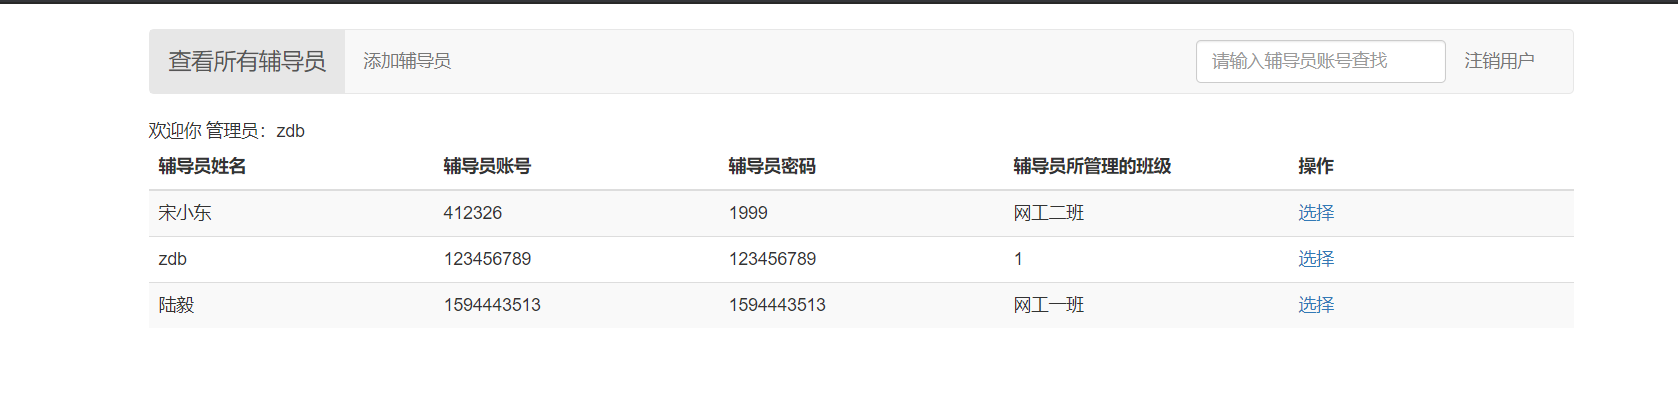 查看所有辅导员 添加辅导员 请输入辅导员账号查找 注销用户
欢迎你 管理员：zdb
辅导员姓名 辅导员账号 辅导员密码 辅导员所管理的班级 操作
宋小东 412326 1999 网工二班 选择
zdb 123456789 123456789 1 选择
陆毅 1594443513 1594443513 网工一班 选择